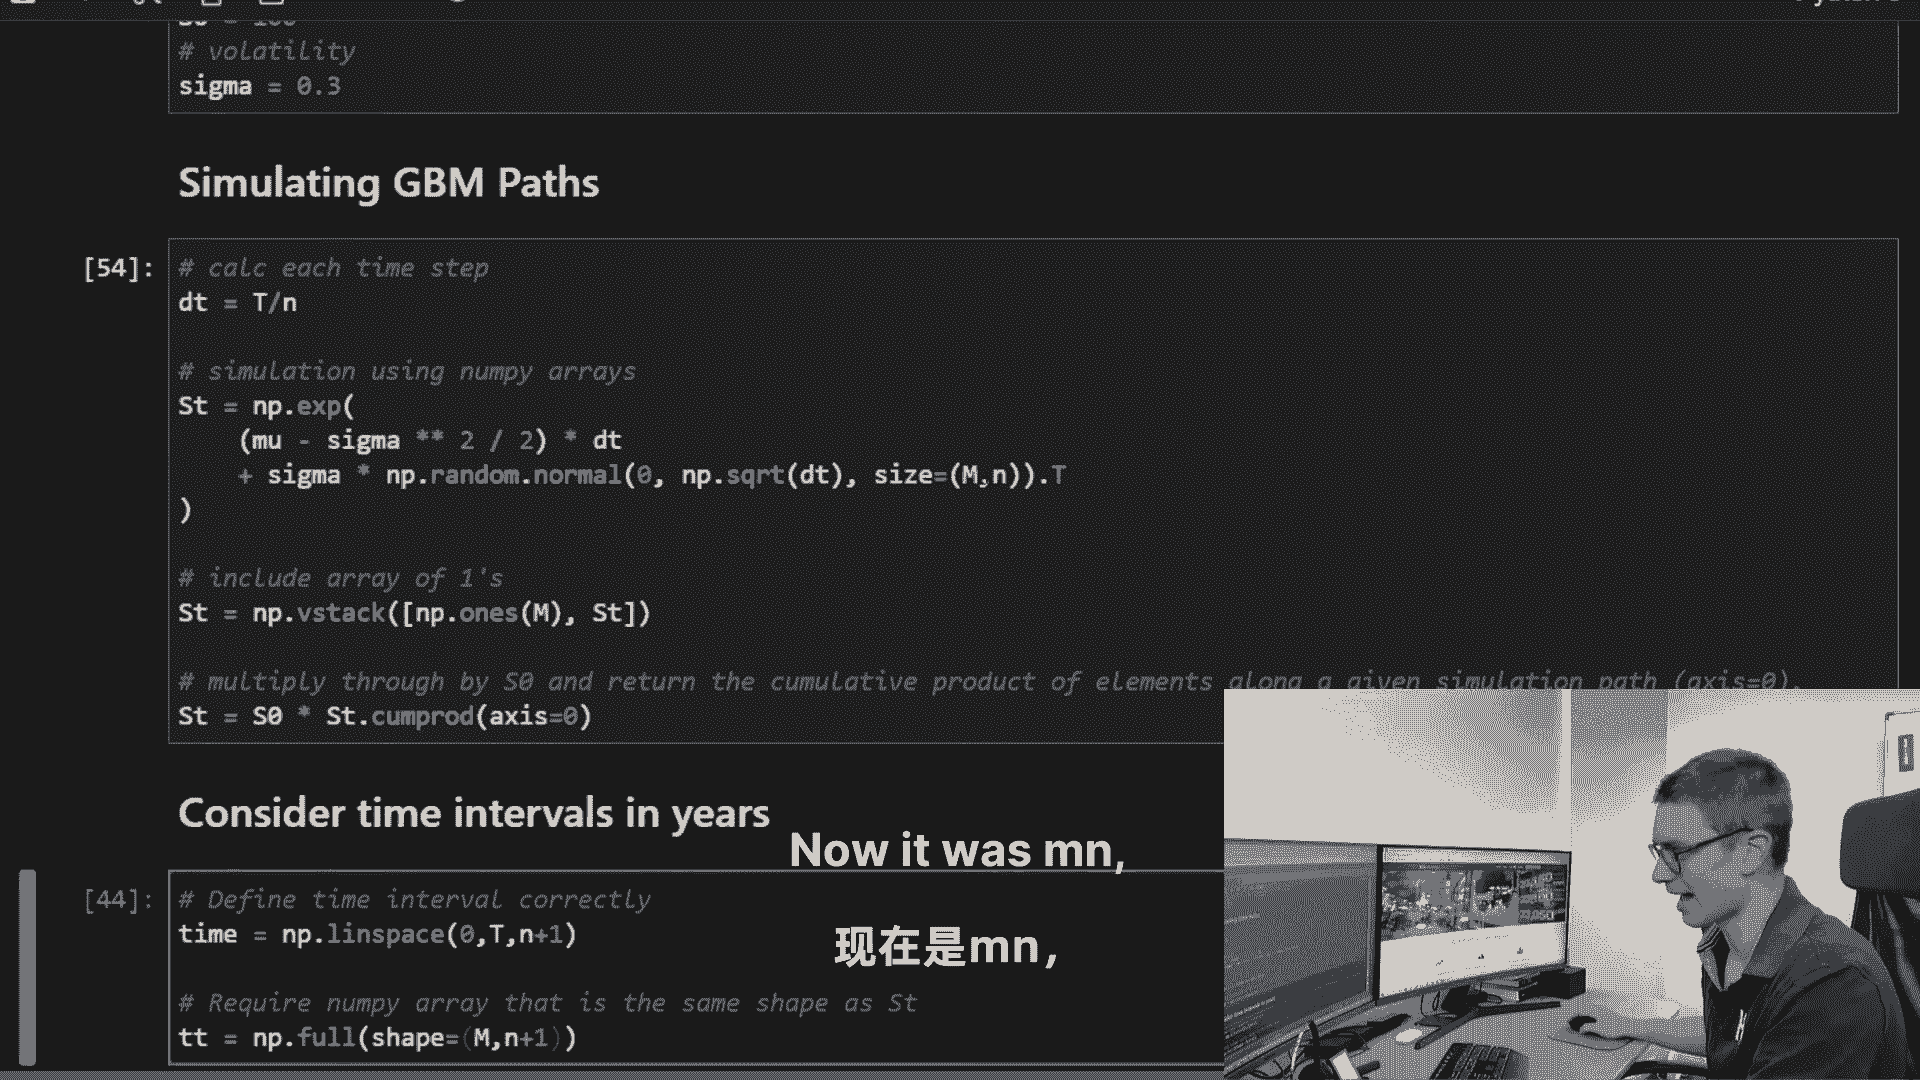 # volatility
sigma = 0.3
Simulating GBM Paths
[54]:
# calc each time step
dt = T/n
# simulation using numpy arrays
St = np.exp(
(mu - sigma ** 2 / 2) * dt
+ sigma * np.random.normal(0, np.sqrt(dt), size=(M,n)).T
)
# include array of 1's
St = np.vstack([np.ones(M), St])
# multiply through by S0 and return the cumulative product of elements along a given simulation path (axis=0).
St = S0 * St.cumprod(axis=0)
Consider time intervals in years
Now it was mn,
[44]:
# Define time interval correctly
time = np.linspace(0,T,n+1)
现在是mn,
# Require numpy array that is the same shape as St
tt = np.full(shape=(M,n+1))